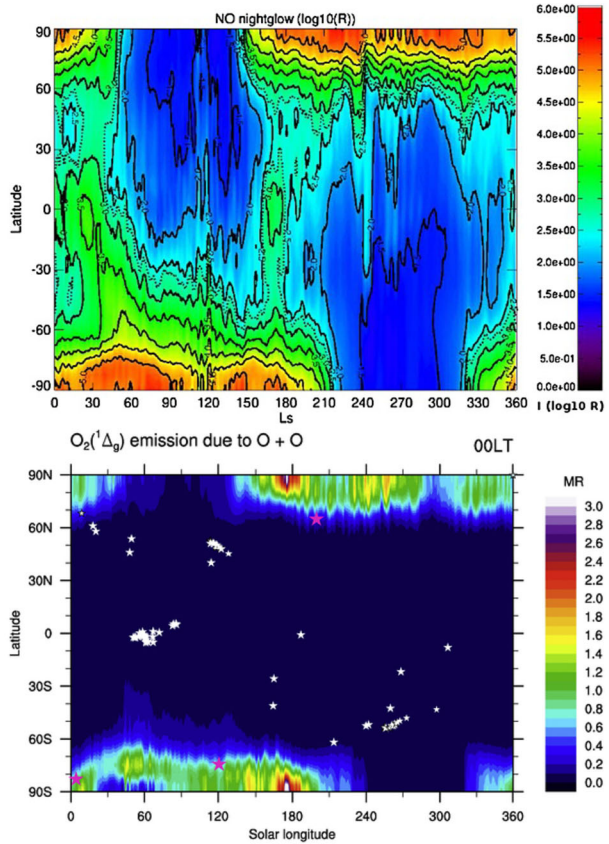 NO nightglow (log10(R))
90
60
30
0
-30
-60
-90
Latitude
0 30 60 90 120 150 180 210 240 270 300 330 360
Ls
6.0e+00
5.5e+00
5.0e+00
4.5e+00
4.0e+00
3.5e+00
3.0e+00
2.5e+00
2.0e+00
1.5e+00
1.0e+00
5.0e-01
0.0e+00
I (log10 R)
O₂(¹Δg) emission due to O + O 00LT
90N
60N
30N
0
30S
60S
90S
Latitude
0 60 120 180 240 300 360
Solar longitude
MR
3.0
2.8
2.6
2.4
2.2
2.0
1.8
1.6
1.4
1.2
1.0
0.8
0.6
0.4
0.2
0.0